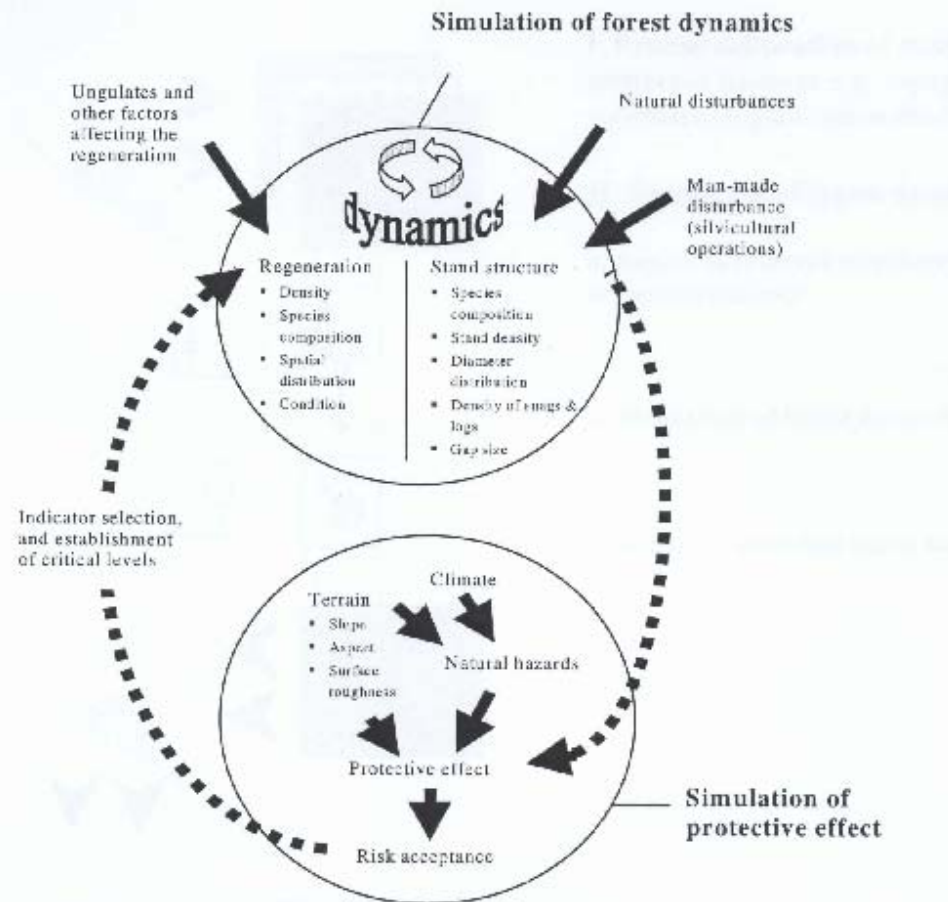 Simulation of forest dynamics
Ungulates and
other factors
affecting the
regeneration
Natural disturbances
Man-made
disturbance
(silvicultural
operations)
dynamics
Regeneration
• Density
• Species
composition
• Spatial
distribution
• Condition
Stand structure
• Species
composition
• Stand density
• Diameter
distribution
• Density of snags &
logs
• Gap size
Indicator selection,
and establishment
of critical levels
Climate
Terrain
• Slope
• Aspect
• Surface
roughness
Natural hazards
Protective effect
Risk acceptance
Simulation of
protective effect